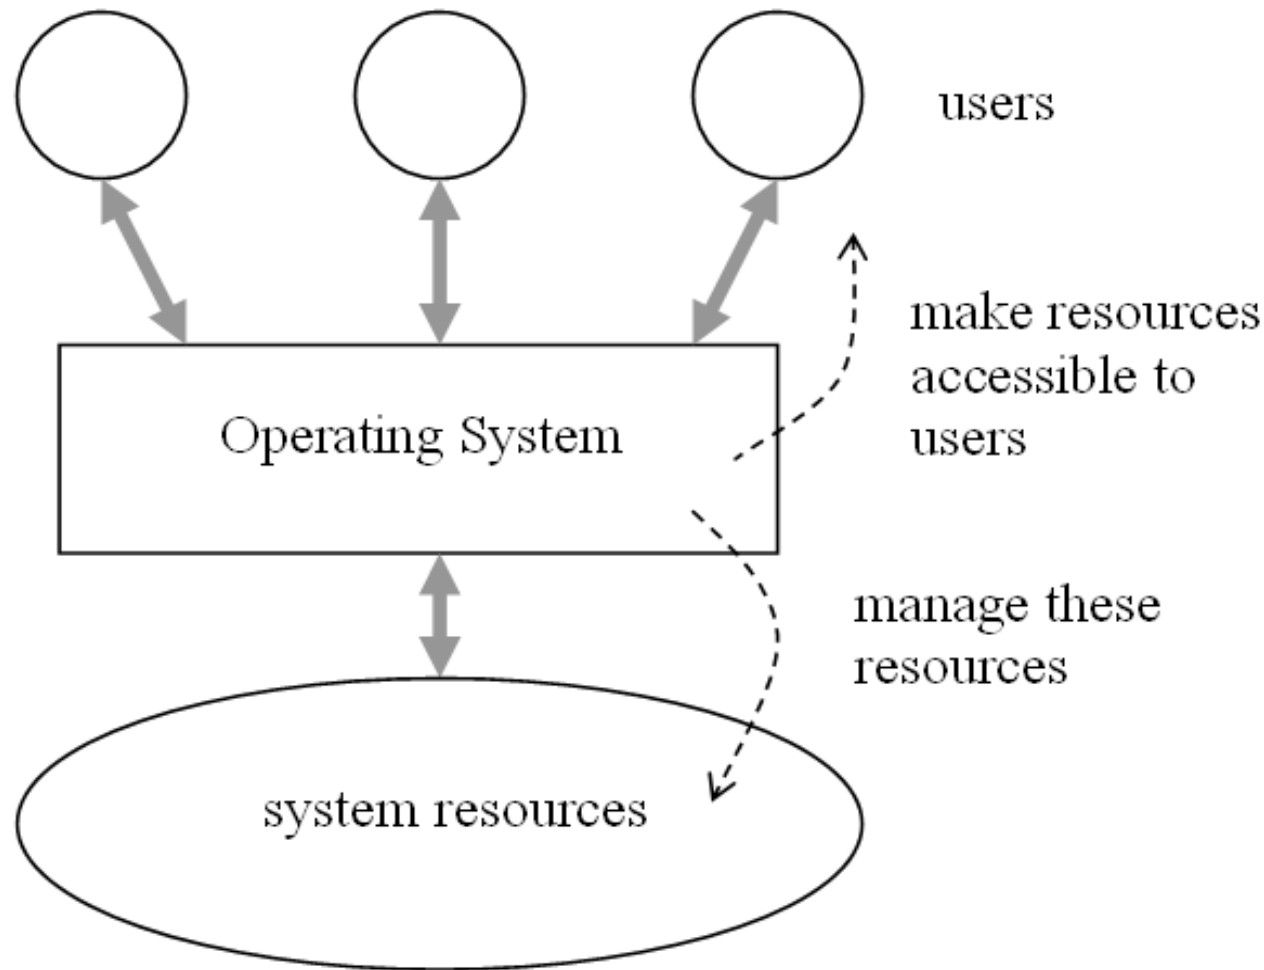 users
make resources
accessible to
users
Operating System
manage these
resources
system resources